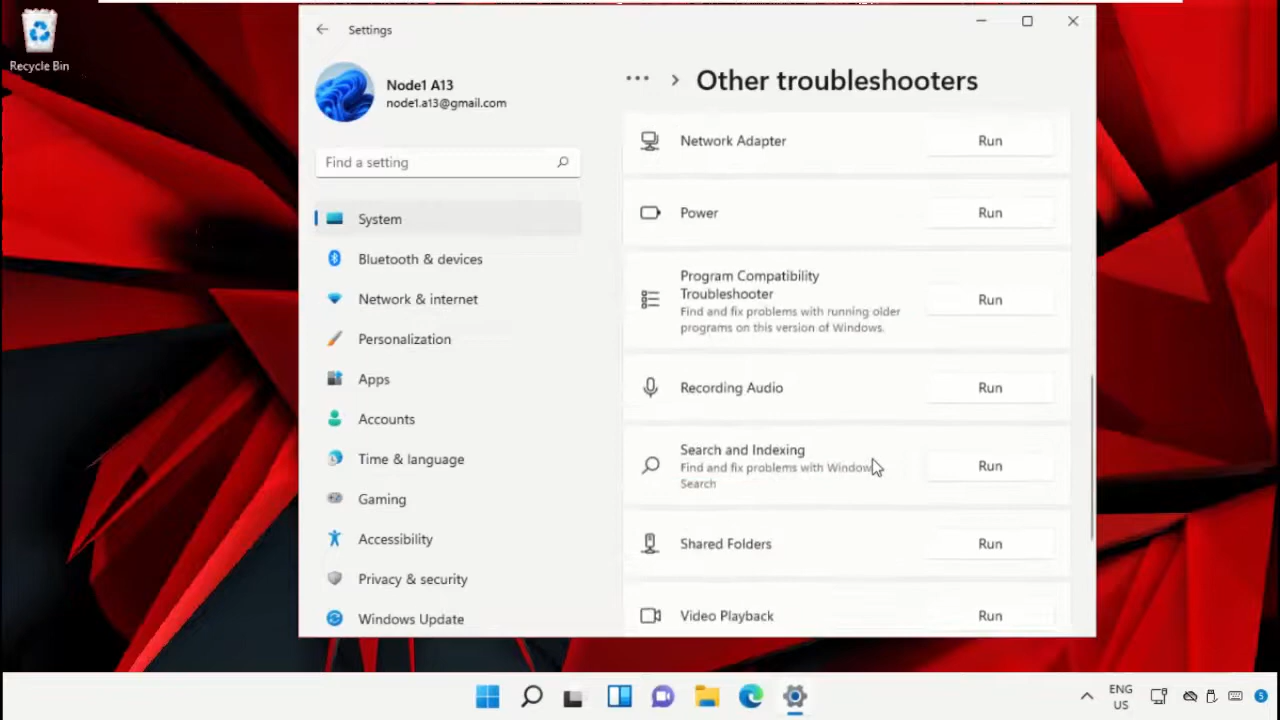 Recycle Bin
Settings
Node1 A13
node1.a13@gmail.com
Find a setting
System
Bluetooth & devices
Network & internet
Personalization
Apps
Accounts
Time & language
Gaming
Accessibility
Privacy & security
Windows Update
••• > Other troubleshooters
Network Adapter Run
Power Run
Program Compatibility
Troubleshooter
Find and fix problems with running older
programs on this version of Windows.
Run
Recording Audio Run
Search and Indexing
Find and fix problems with Window
Search
Run
Shared Folders Run
Video Playback Run
ENG
US
5